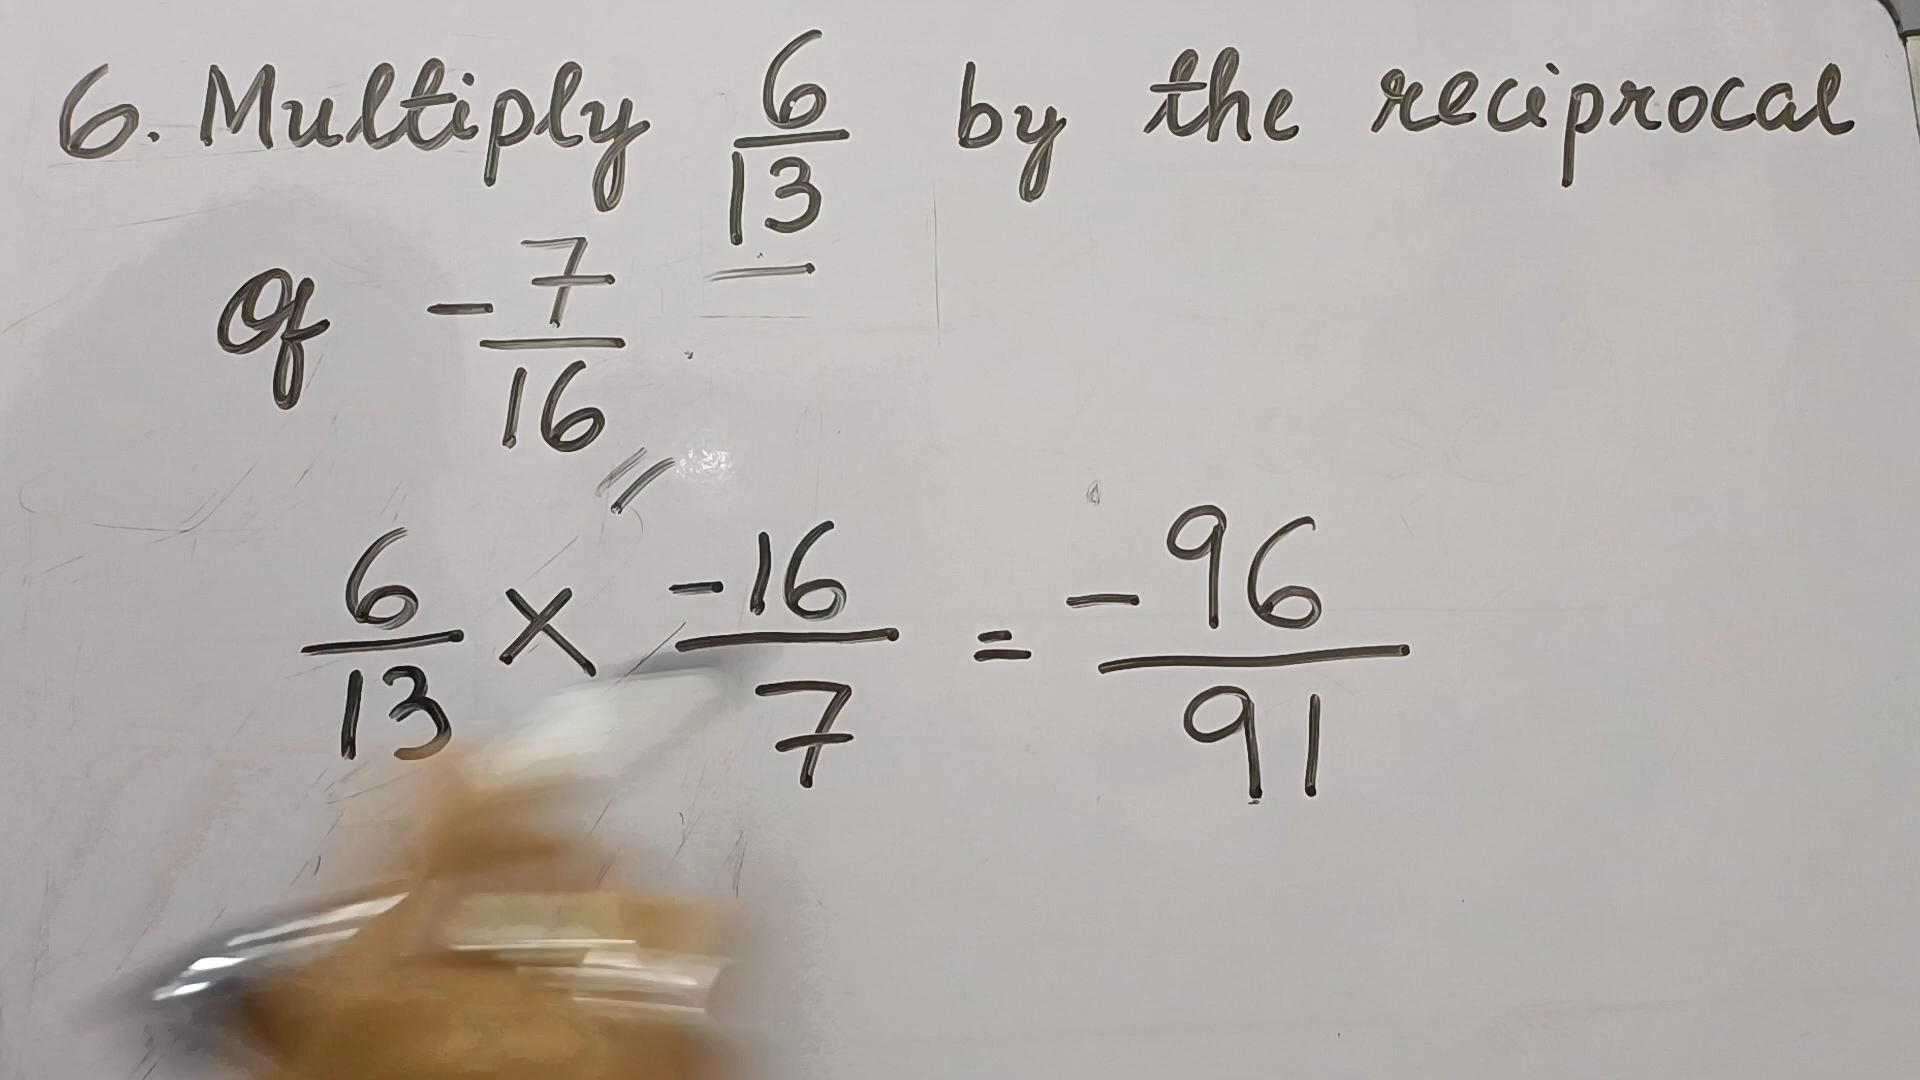 6. Multiply 6/13 by the reciprocal
of -7/16
6/13 × -16/7 = -96/91